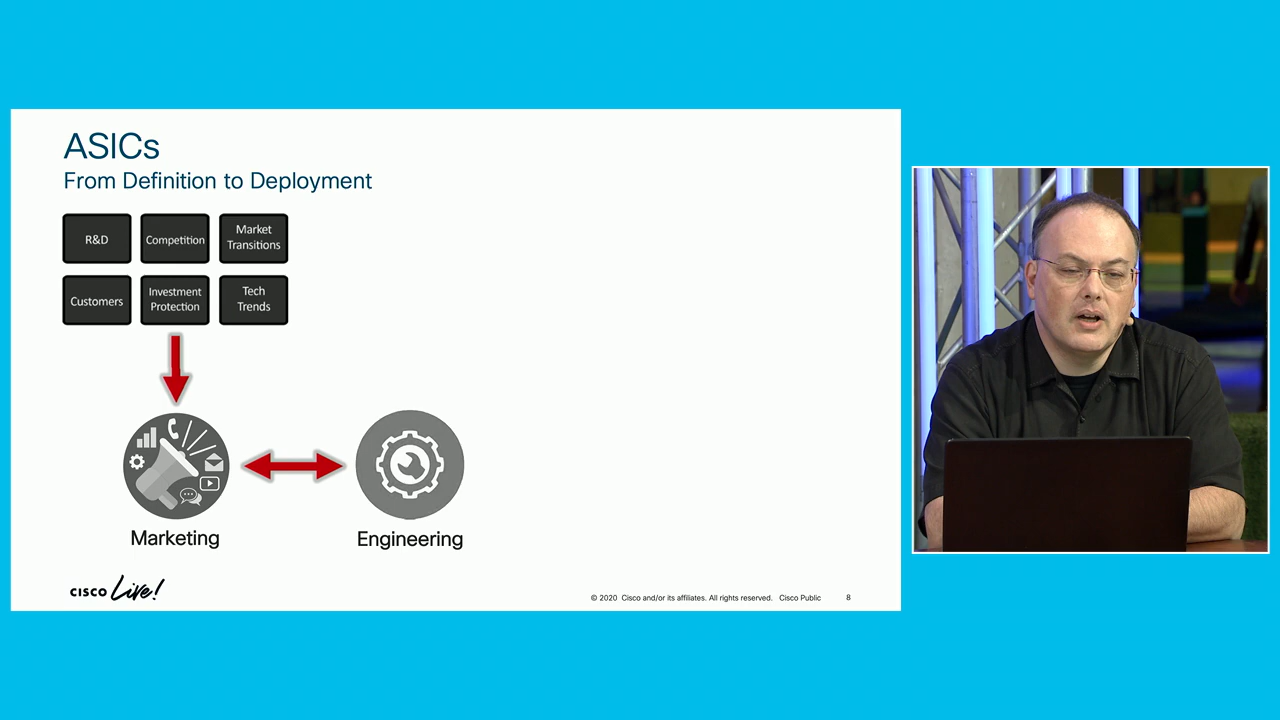 ASICs
From Definition to Deployment
R&D
Competition
Market
Transitions
Customers
Investment
Protection
Tech
Trends
Marketing
Engineering
CISCO Live!
© 2020 Cisco and/or its affiliates. All rights reserved. Cisco Public
8